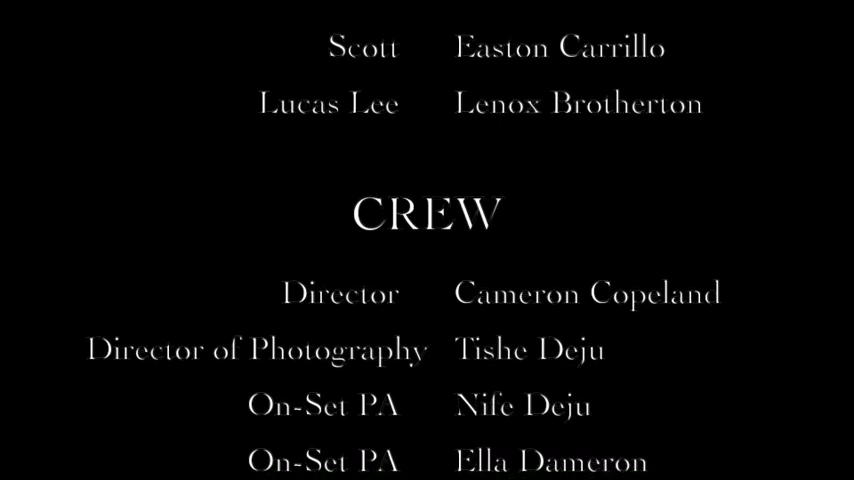 Scott Easton Carrillo
Lucas Lee Lenox Brotherton
CREW
Director Cameron Copeland
Director of Photography Tishe Deju
On-Set PA Nife Deju
On-Set PA Ella Dameron